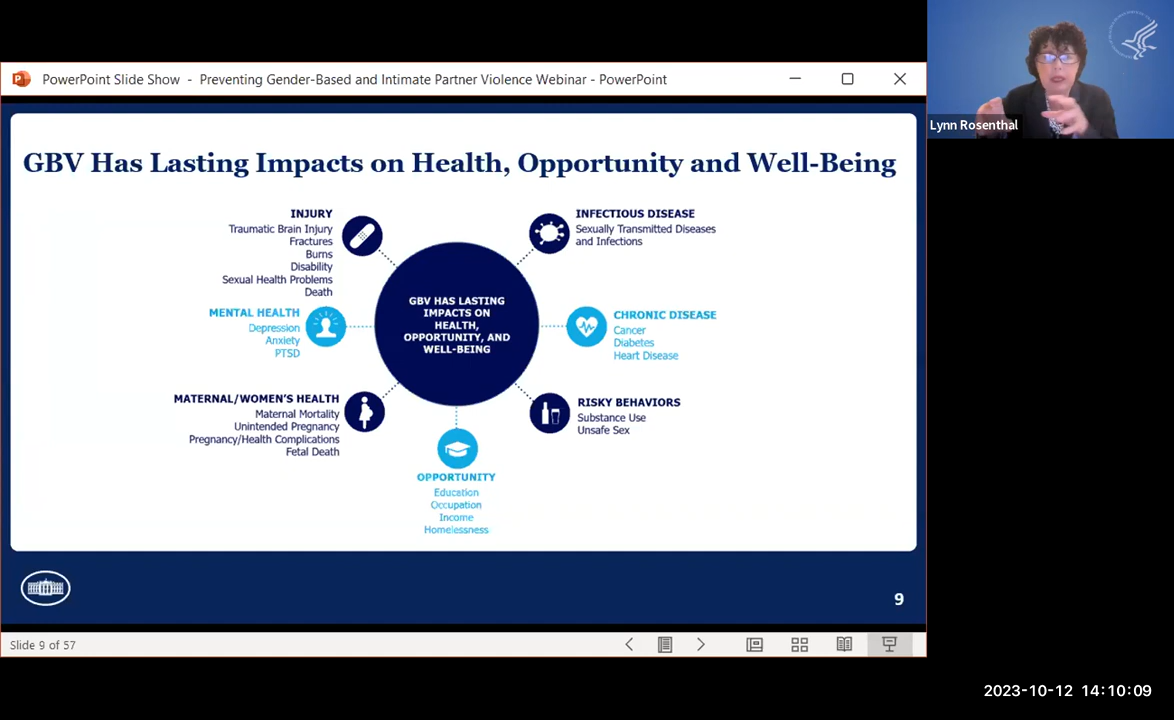 PowerPoint Slide Show - Preventing Gender-Based and Intimate Partner Violence Webinar - PowerPoint
Lynn Rosenthal
GBV Has Lasting Impacts on Health, Opportunity and Well-Being
INJURY
Traumatic Brain Injury
Fractures
Burns
Disability
Sexual Health Problems
Death
INFECTIOUS DISEASE
Sexually Transmitted Diseases
and Infections
GBV HAS LASTING
IMPACTS ON
HEALTH,
OPPORTUNITY, AND
WELL-BEING
MENTAL HEALTH
Depression
Anxiety
PTSD
CHRONIC DISEASE
Cancer
Diabetes
Heart Disease
MATERNAL/WOMEN'S HEALTH
Maternal Mortality
Unintended Pregnancy
Pregnancy/Health Complications
Fetal Death
RISKY BEHAVIORS
Substance Use
Unsafe Sex
OPPORTUNITY
Education
Occupation
Income
Homelessness
9
Slide 9 of 57
2023-10-12 14:10:09